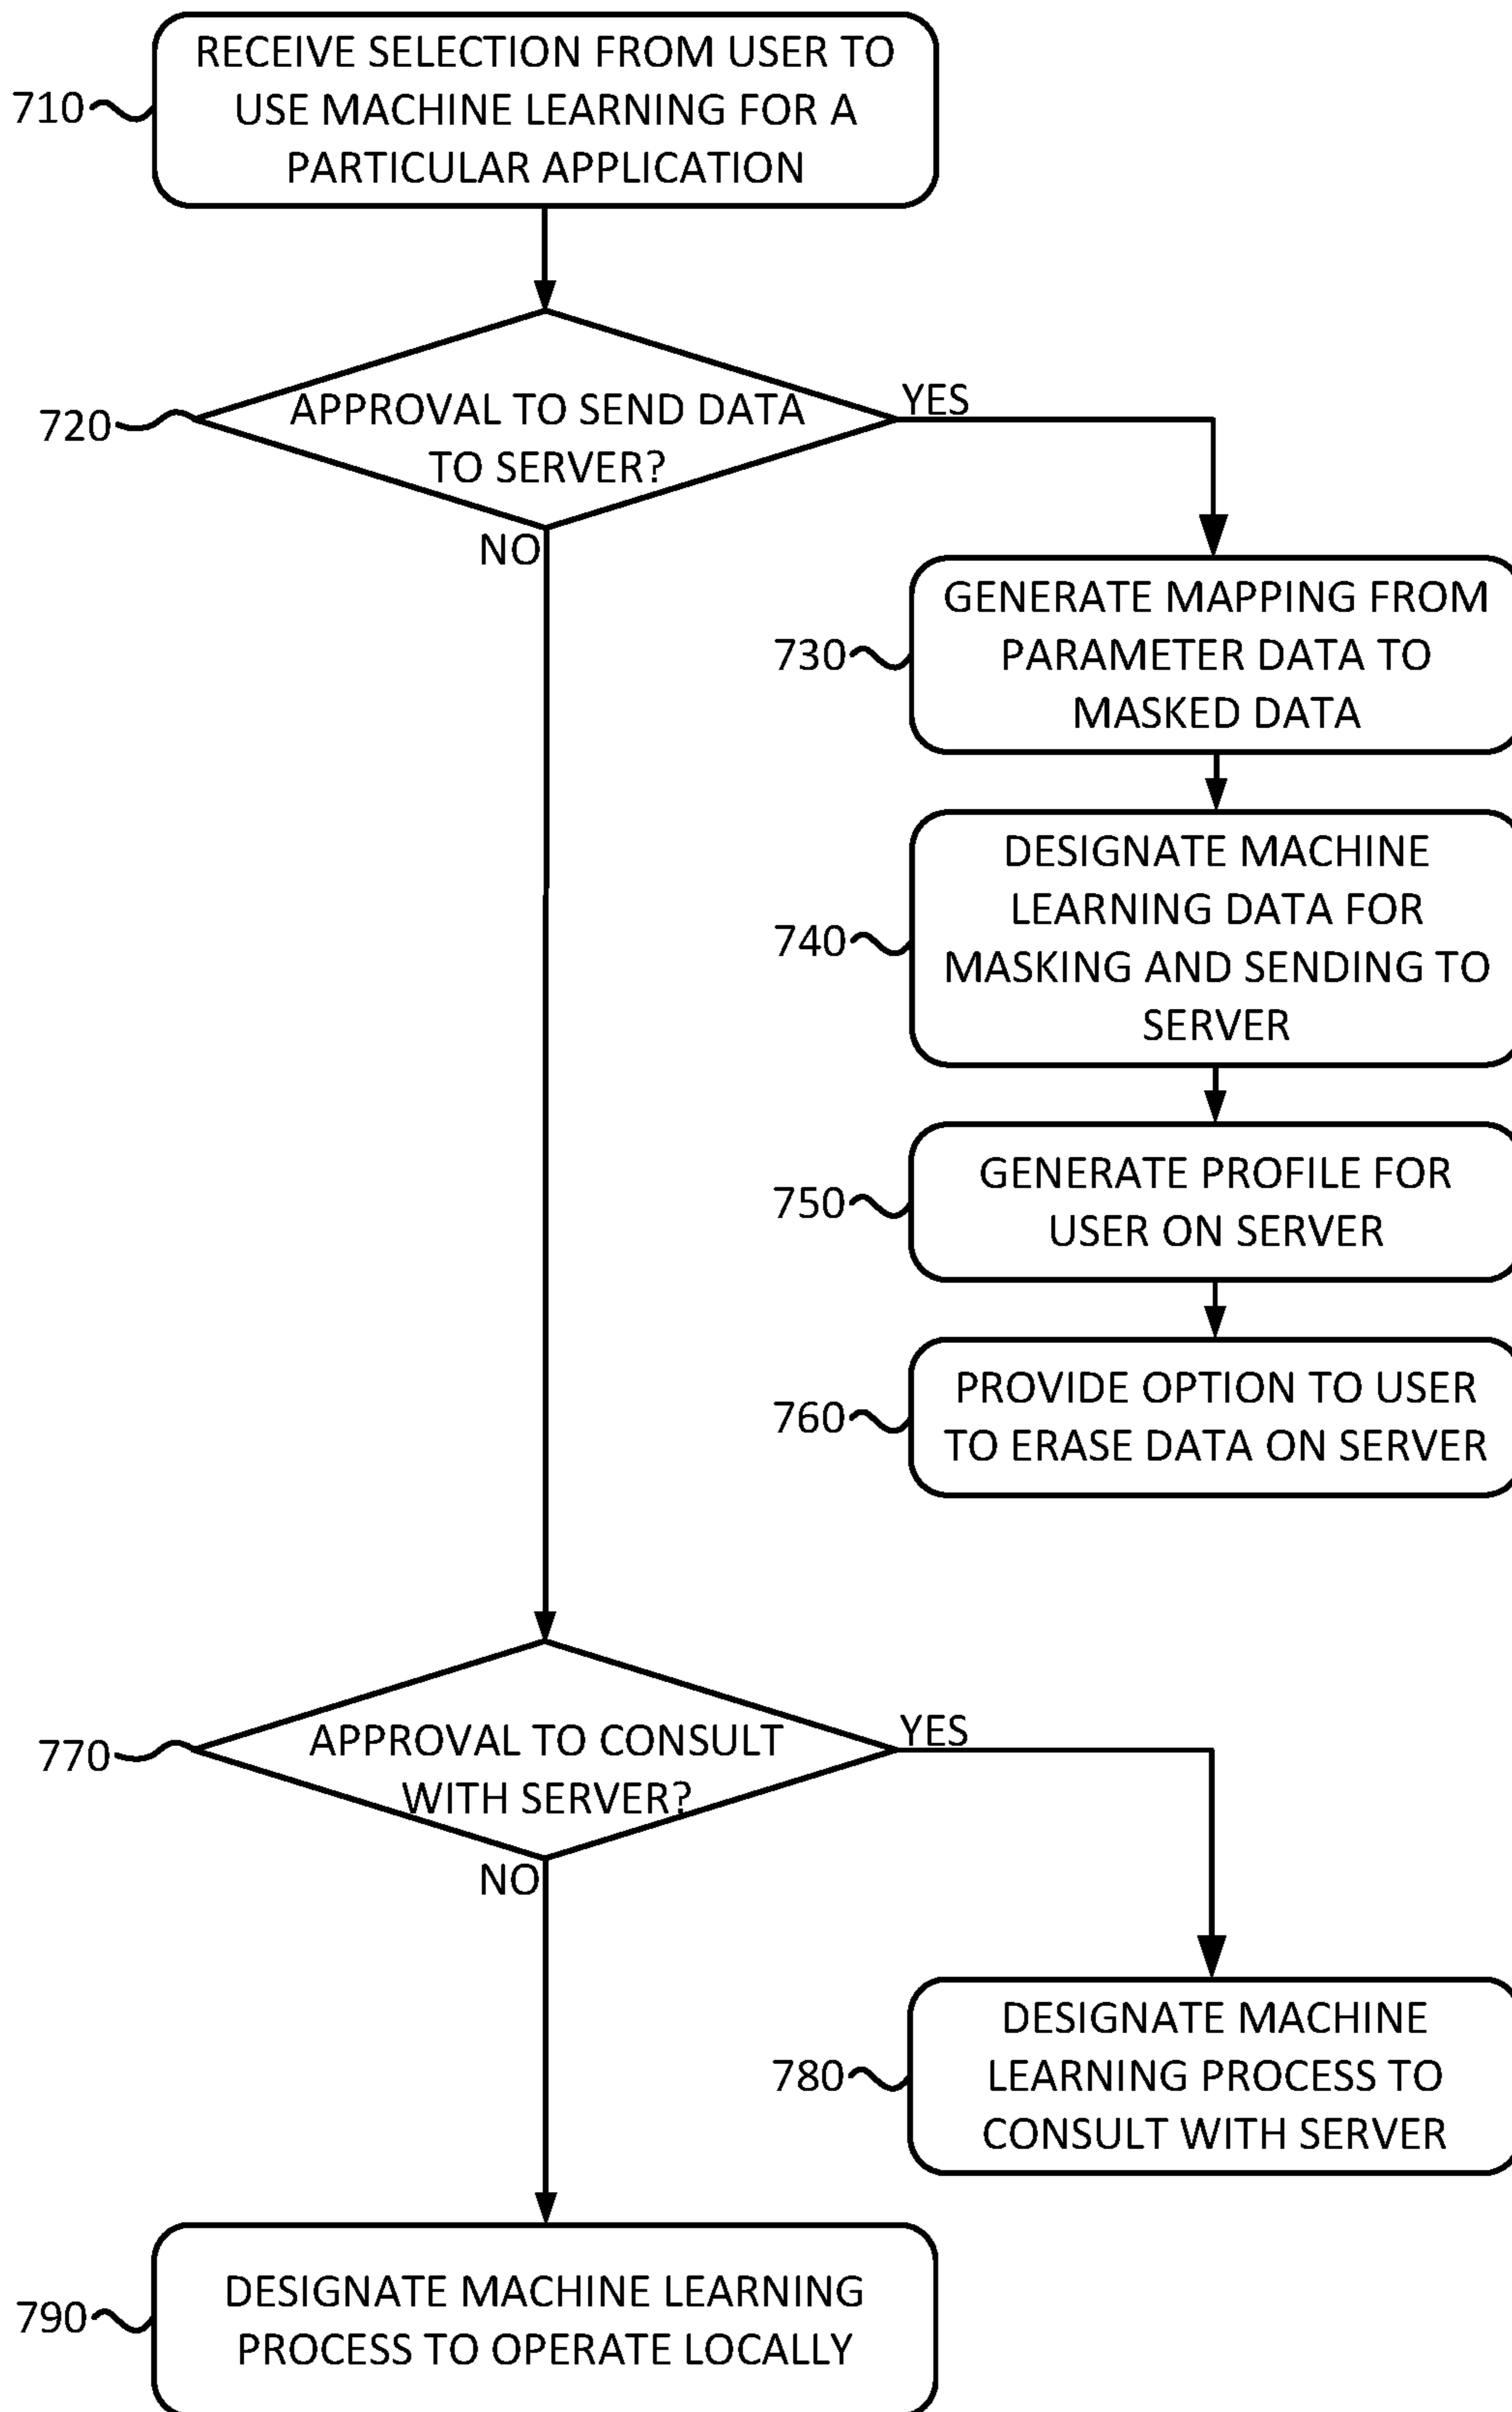 RECEIVE SELECTION FROM USER TO
USE MACHINE LEARNING FOR A
PARTICULAR APPLICATION
710
APPROVAL TO SEND DATA
TO SERVER?
720
YES
NO
GENERATE MAPPING FROM
PARAMETER DATA TO
MASKED DATA
730
DESIGNATE MACHINE
LEARNING DATA FOR
MASKING AND SENDING TO
SERVER
740
GENERATE PROFILE FOR
USER ON SERVER
750
PROVIDE OPTION TO USER
TO ERASE DATA ON SERVER
760
APPROVAL TO CONSULT
WITH SERVER?
770
YES
NO
DESIGNATE MACHINE
LEARNING PROCESS TO
CONSULT WITH SERVER
780
DESIGNATE MACHINE LEARNING
PROCESS TO OPERATE LOCALLY
790